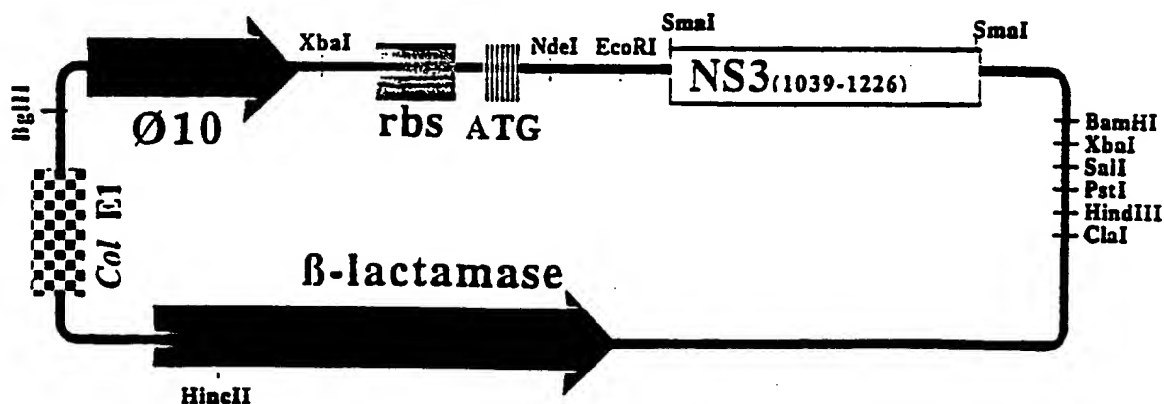 SmaI
SmaI
XbaI
NdeI
EcoRI
NS3(1039-1226)
BglII
Ø10
rbs
ATG
BamHI
XbaI
SalI
PstI
HindIII
ClaI
Col E1
ß-lactamase
HincII